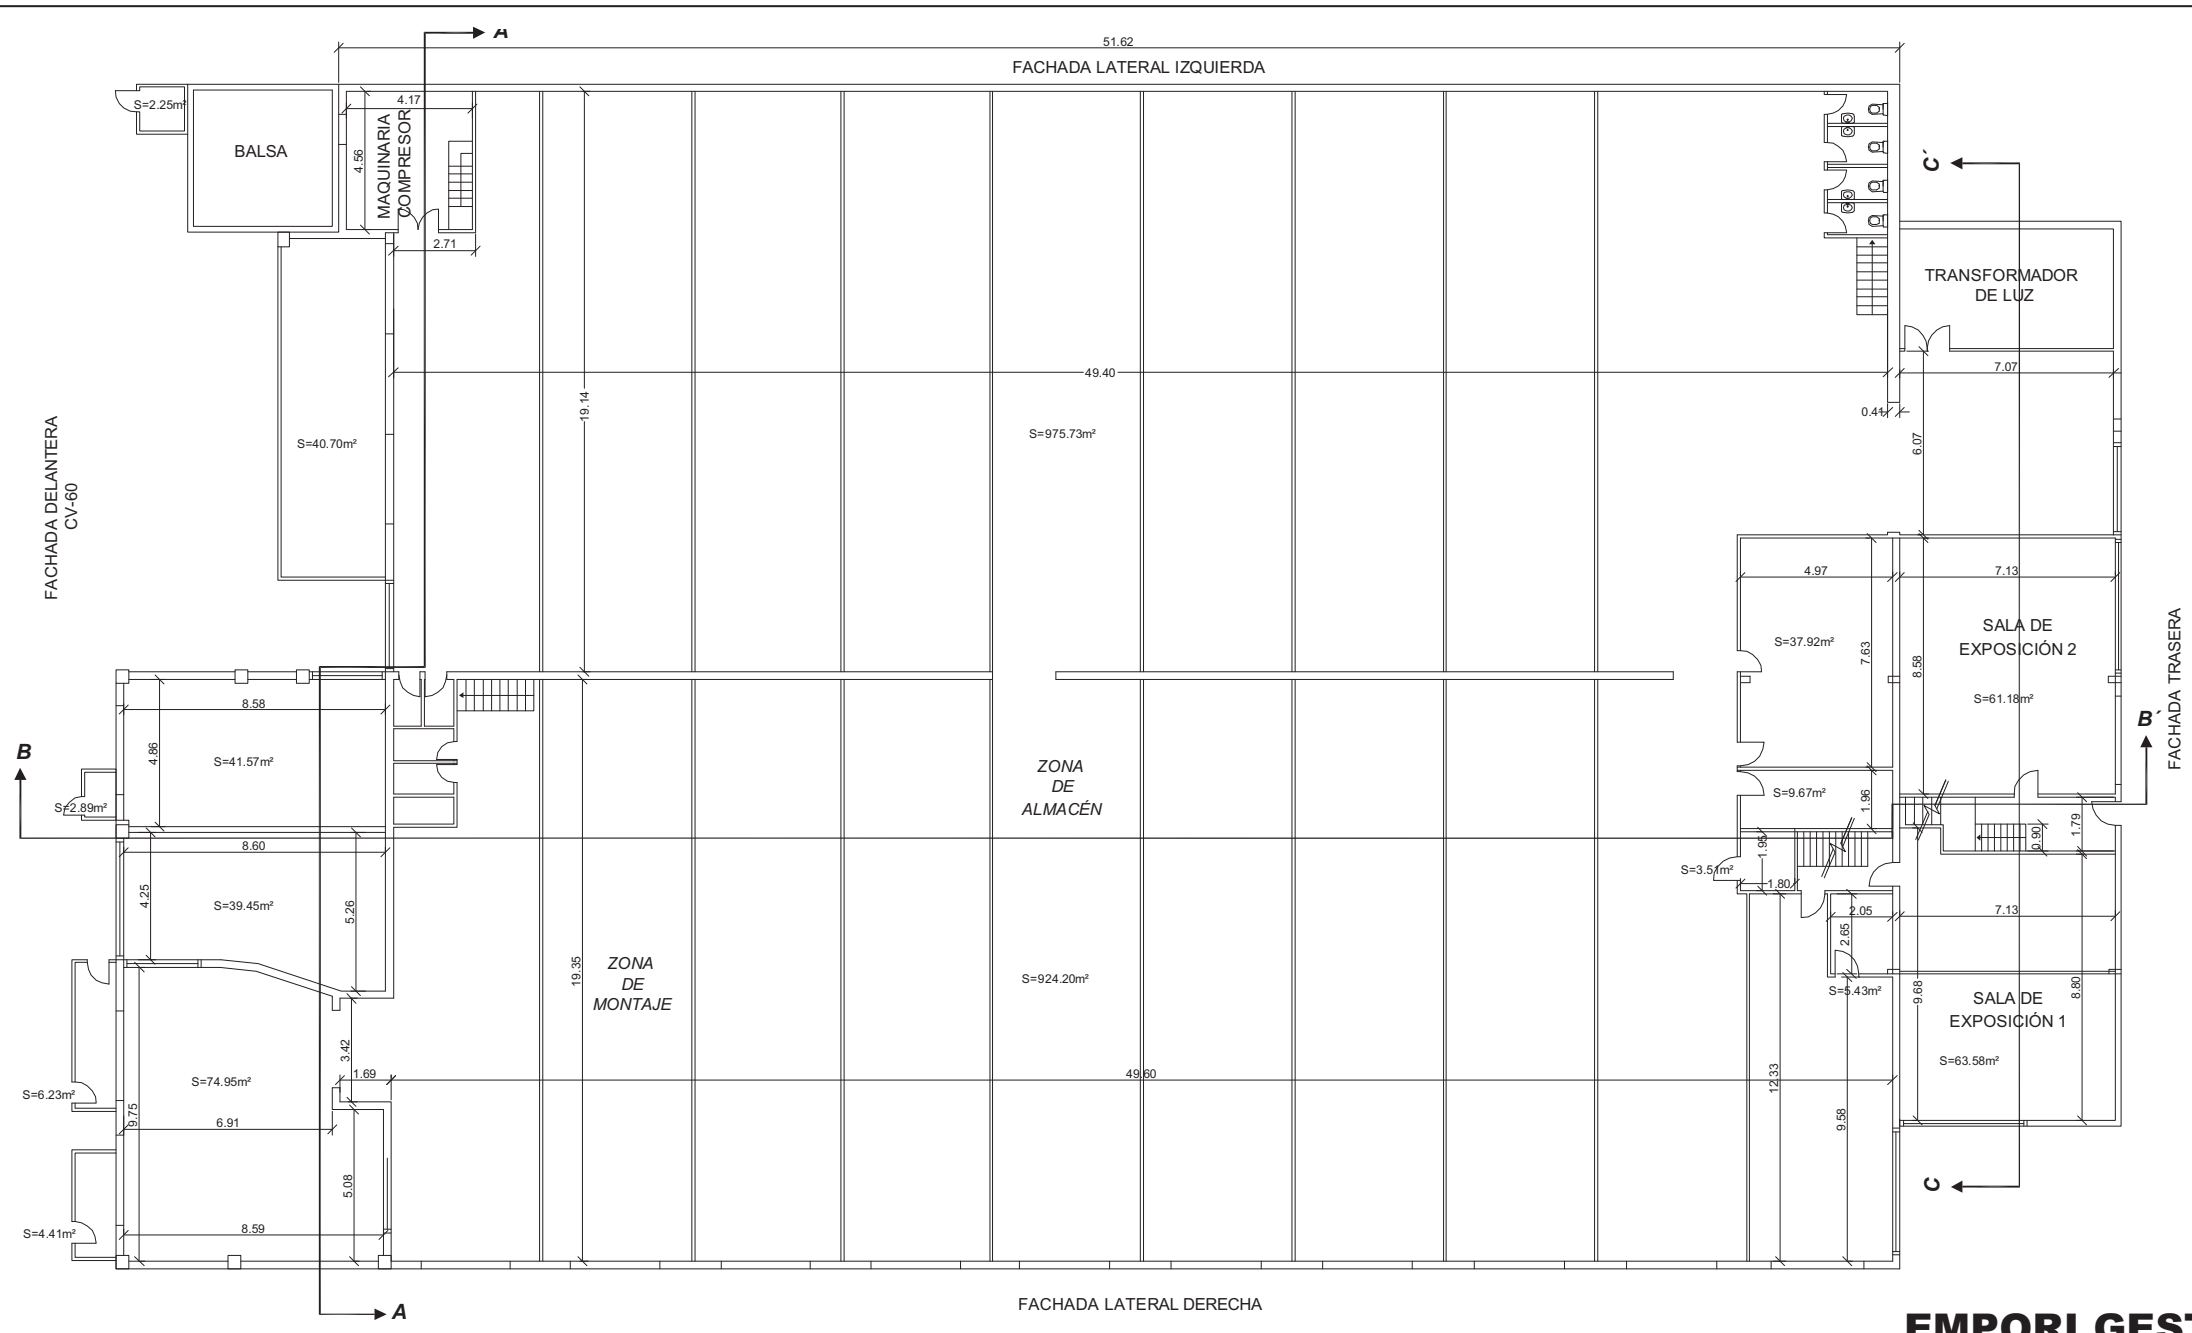 A
51.62
FACHADA LATERAL IZQUIERDA
S=2.25m²
4.17
BALSA
MAQUINARIA
COMPRESOR
4.56
2.71
C´
TRANSFORMADOR
DE LUZ
19.14
49.40
7.07
0.41
S=40.70m²
S=975.73m²
6.07
FACHADA DELANTERA
CV-60
4.97
7.13
SALA DE
EXPOSICIÓN 2
S=37.92m²
7.63
8.58
S=61.18m²
FACHADA TRASERA
8.58
4.86
S=41.57m²
B
B´
ZONA
DE
ALMACÉN
S=2.89m²
S=9.67m²
1.96
1.79
0.90
8.60
1.95
S=3.51m²
1.80
4.25
S=39.45m²
5.26
2.05
7.13
2.65
ZONA
DE
MONTAJE
19.35
S=924.20m²
S=5.43m²
9.68
8.80
SALA DE
EXPOSICIÓN 1
3.42
S=63.58m²
1.69
49.60
12.33
S=74.95m²
S=6.23m²
9.75
6.91
9.58
5.08
C
8.59
S=4.41m²
A
FACHADA LATERAL DERECHA
EMPORI GEST